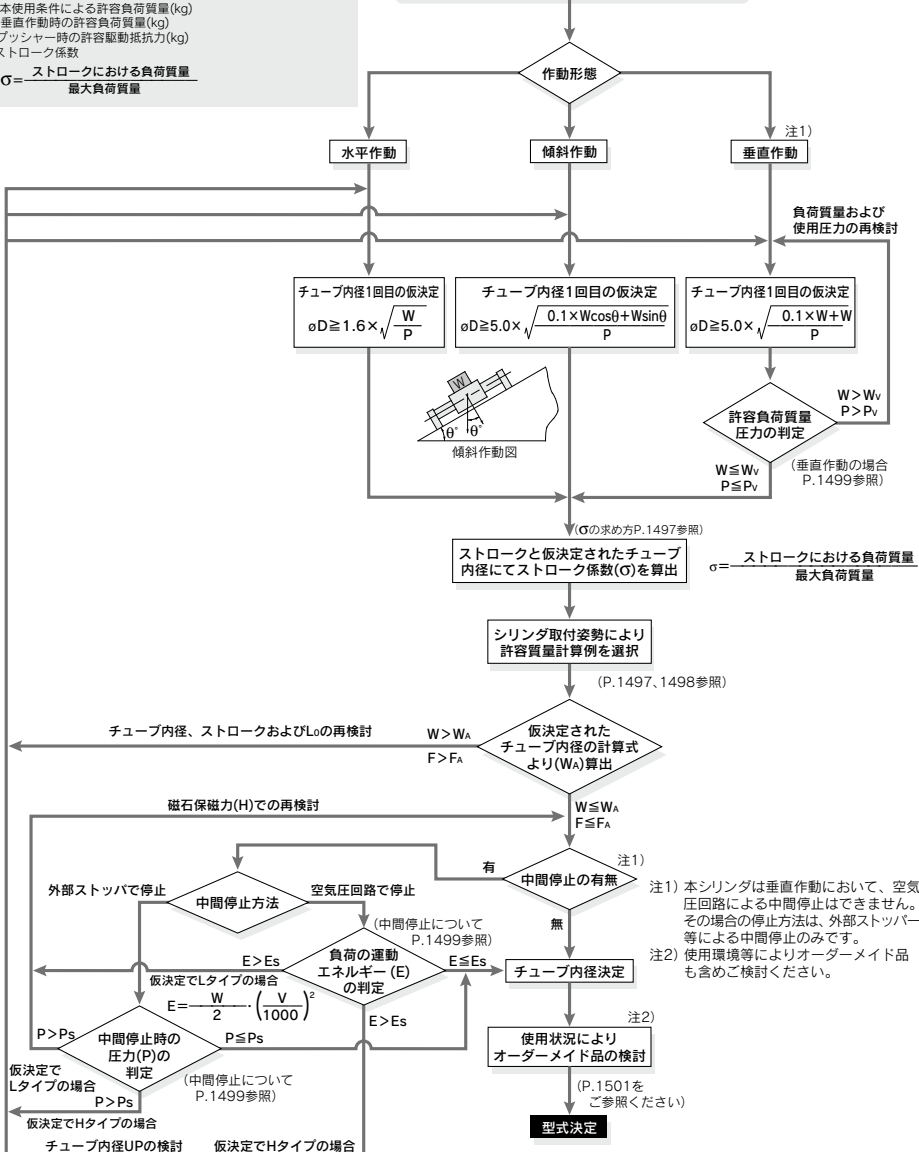 本使用条件による許容負荷質量(kg)
垂直作動時の許容負荷質量(kg)
プッシャー時の許容駆動抵抗力(kg)
ストローク係数
σ=ストロークにおける負荷質量
最大負荷質量
作動形態
水平作動
傾斜作動
注1)
垂直作動
負荷質量および
使用圧力の再検討
チューブ内径1回目の仮決定
øD≧1.6×√W
P
チューブ内径1回目の仮決定
øD≧5.0×√0.1×Wcosθ+Wsinθ
P
チューブ内径1回目の仮決定
øD≧5.0×√0.1×W+W
P
W
θ° θ°
傾斜作動図
許容負荷質量
圧力の判定
W>Wv
P>Pv
W≦Wv
P≦Pv
(垂直作動の場合
P.1499参照)
(σの求め方P.1497参照)
ストロークと仮決定されたチューブ
内径にてストローク係数(σ)を算出
σ=ストロークにおける負荷質量
最大負荷質量
シリンダ取付姿勢により
許容質量計算例を選択
(P.1497、1498参照)
チューブ内径、ストロークおよびL0の再検討
W>WA
F>FA
仮決定された
チューブ内径の計算式
より(WA)算出
磁石保磁力(H)での再検討
W≦WA
F≦FA
有
中間停止の有無
注1)
無
外部ストッパで停止
中間停止方法
空気圧回路で停止
(中間停止について
P.1499参照)
注1) 本シリンダは垂直作動において、空気
圧回路による中間停止はできません。
その場合の停止方法は、外部ストッパー
等による中間停止のみです。
注2) 使用環境等によりオーダーメイド品
も含めご検討ください。
E>Es
仮決定でLタイプの場合
負荷の運動
エネルギー(E)
の判定
E≦Es
チューブ内径決定
E=W/2・(V/1000)²
E>Es
P>Ps
中間停止時の
圧力(P)の
判定
P≦Ps
仮決定で
Lタイプの場合
(中間停止について
P.1499参照)
P>Ps
仮決定でHタイプの場合
注2)
使用状況により
オーダーメイド品の検討
(P.1501を
ご参照ください)
型式決定
チューブ内径UPの検討
仮決定でHタイプの場合